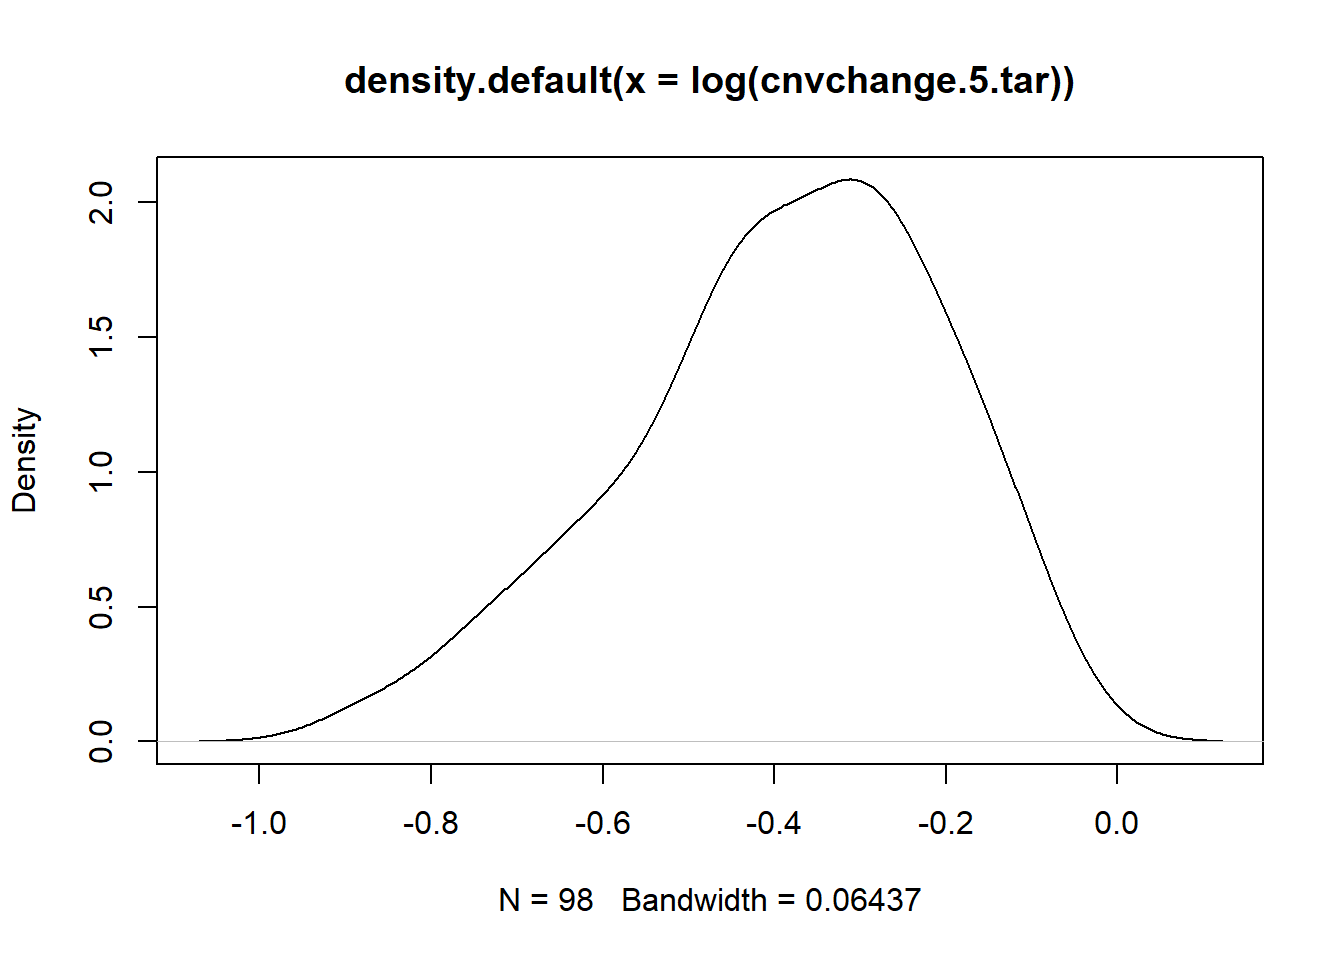 density.default(x = log(cnvchange.5.tar))
Density
2.0
1.5
1.0
0.5
0.0
-1.0 -0.8 -0.6 -0.4 -0.2 0.0
N = 98 Bandwidth = 0.06437